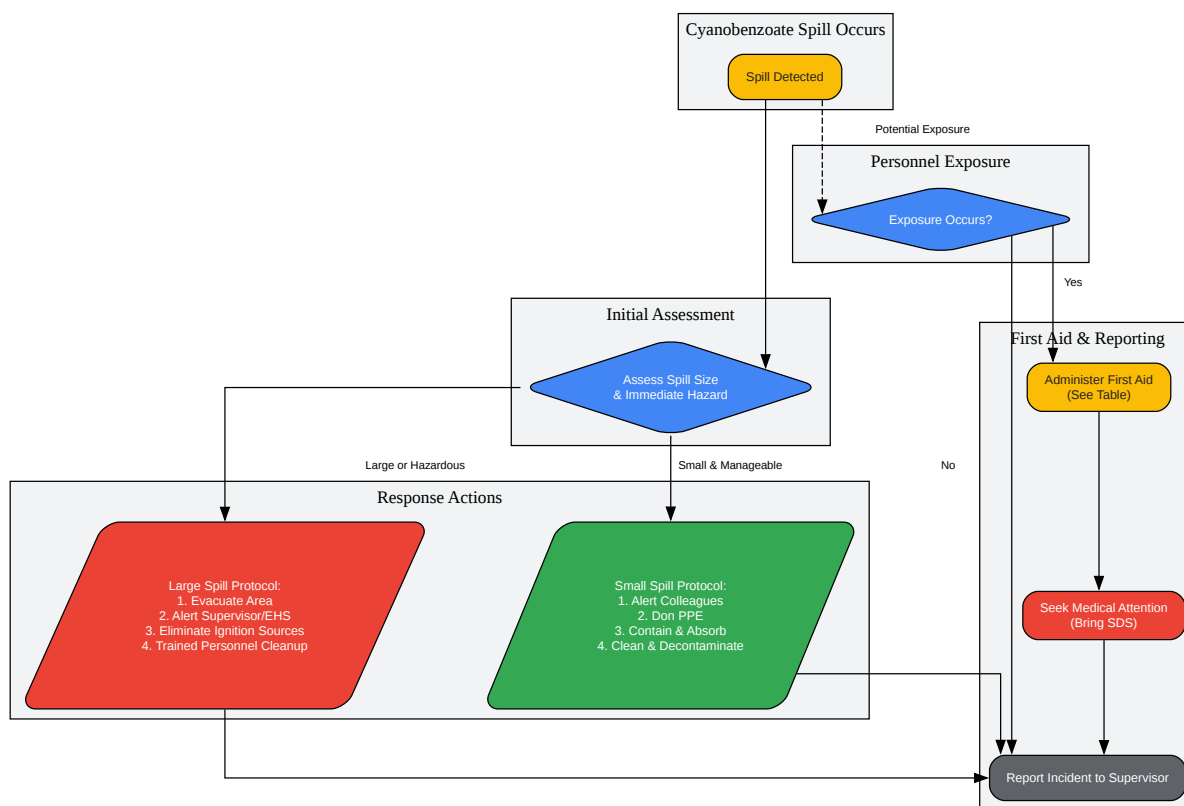 Cyanobenzoate Spill Occurs
Spill Detected
Potential Exposure
Personnel Exposure
Exposure Occurs?
Yes
Initial Assessment
Assess Spill Size
& Immediate Hazard
First Aid & Reporting
Administer First Aid
(See Table)
Large or Hazardous
Small & Manageable
No
Response Actions
Large Spill Protocol:
1. Evacuate Area
2. Alert Supervisor/EHS
3. Eliminate Ignition Sources
4. Trained Personnel Cleanup
Small Spill Protocol:
1. Alert Colleagues
2. Don PPE
3. Contain & Absorb
4. Clean & Decontaminate
Seek Medical Attention
(Bring SDS)
Report Incident to Supervisor